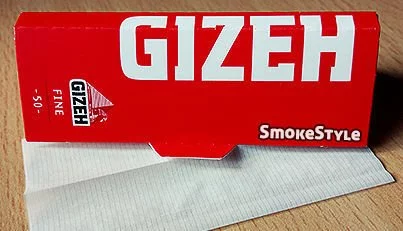 GIZEH
SmokeStyle
GIZEH
FINE
-50-